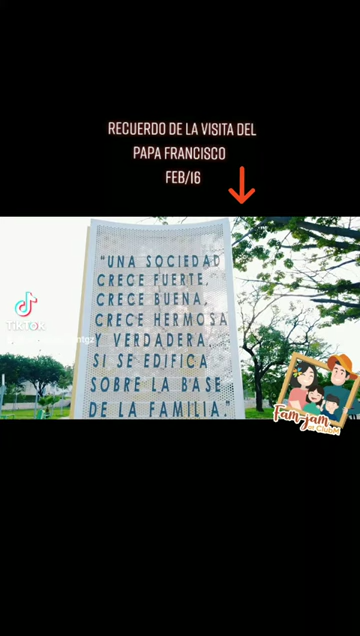 RECUERDO DE LA VISITA DEL
PAPA FRANCISCO
FEB/16
"UNA SOCIEDAD
CRECE FUERTE,
CRECE BUENA,
CRECE HERMOSA
Y VERDADERA,
SI SE EDIFICA
SOBRE LA BASE
DE LA FAMILIA."
TikTok
Fam-jam